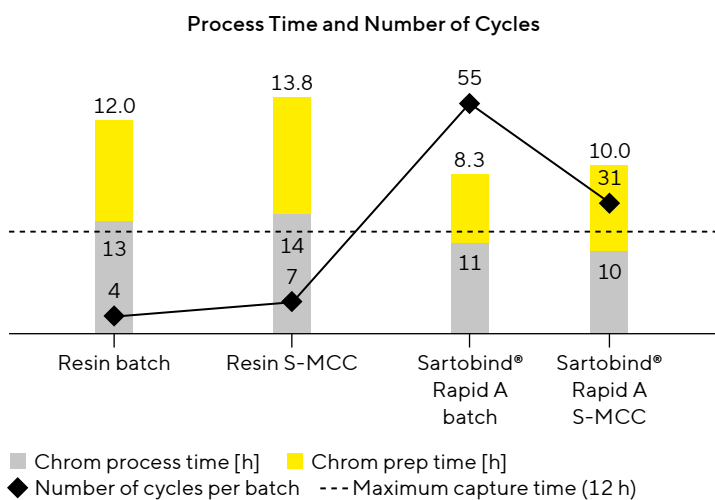 Process Time and Number of Cycles
12.0
13.8
55
8.3
10.0
31
13
14
4
7
11
10
Resin batch
Resin S-MCC
Sartobind®
Rapid A
batch
Sartobind®
Rapid A
S-MCC
Chrom process time [h]
Chrom prep time [h]
Number of cycles per batch
Maximum capture time (12 h)